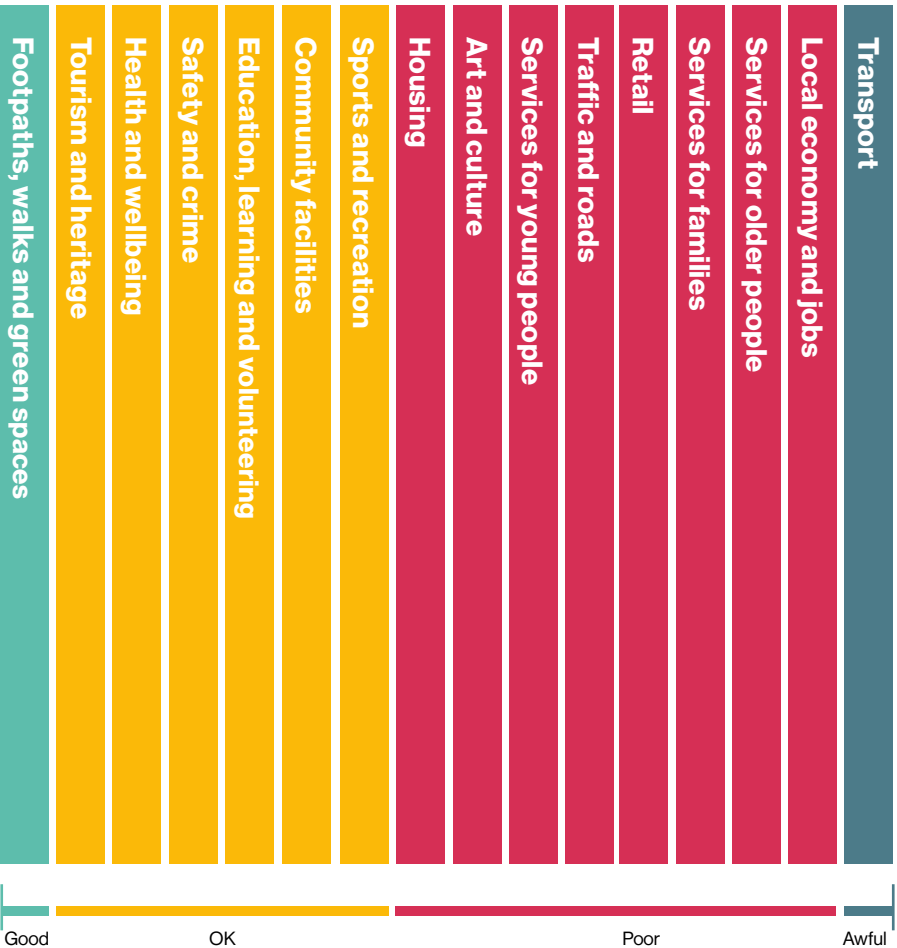 Footpaths, walks and green spaces
Tourism and heritage
Health and wellbeing
Safety and crime
Education, learning and volunteering
Community facilities
Sports and recreation
Housing
Art and culture
Services for young people
Traffic and roads
Retail
Services for families
Services for older people
Local economy and jobs
Transport
Good
OK
Poor
Awful